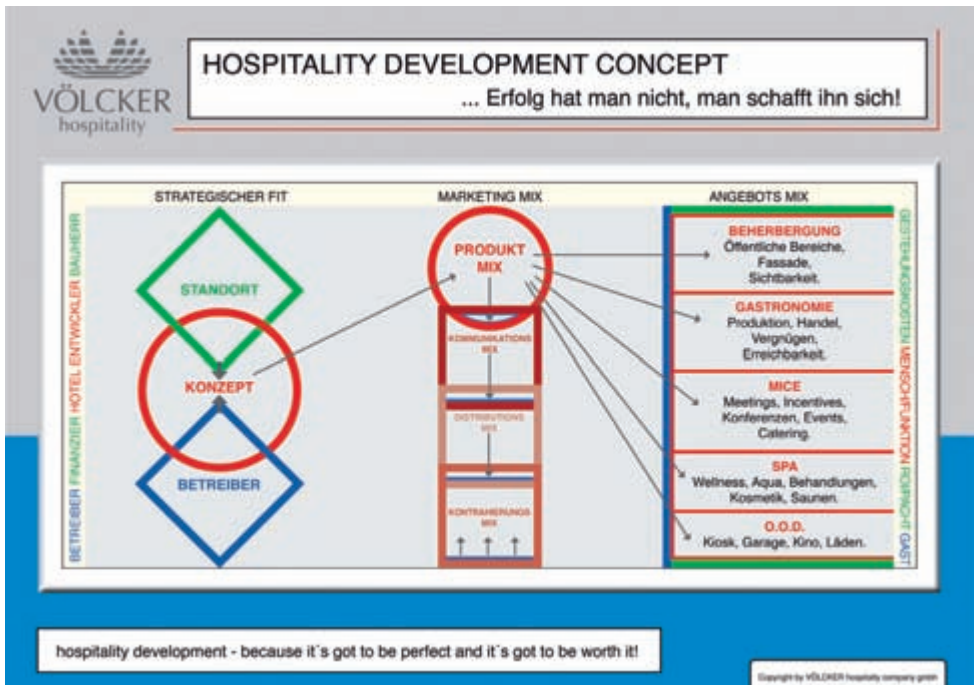 VÖLCKER
hospitality
HOSPITALITY DEVELOPMENT CONCEPT
... Erfolg hat man nicht, man schafft ihn sich!
STRATEGISCHER FIT
MARKETING MIX
ANGEBOTS MIX
BETREIBER FINANZIER HOTEL ENTWICKLER BAUHERR
STANDORT
KONZEPT
BETREIBER
PRODUKT
MIX
KOMMUNIKATIONS
MIX
DISTRIBUTIONS
MIX
KONTRAHIERUNGS
MIX
BEHERBERGUNG
Öffentliche Bereiche,
Fassade,
Sichtbarkeit.
GASTRONOMIE
Produktion, Handel,
Vergnügen,
Erreichbarkeit.
MICE
Meetings, Incentives,
Konferenzen, Events,
Catering.
SPA
Wellness, Aqua, Behandlungen,
Kosmetik, Saunen.
O.O.D.
Kiosk, Garage, Kino, Läden.
GESTEHUNGSKOSTEN MENSCH/FUNKTION GAST
hospitality development - because it´s got to be perfect and it´s got to be worth it!
Copyright by VÖLCKER hospitality company gmbh